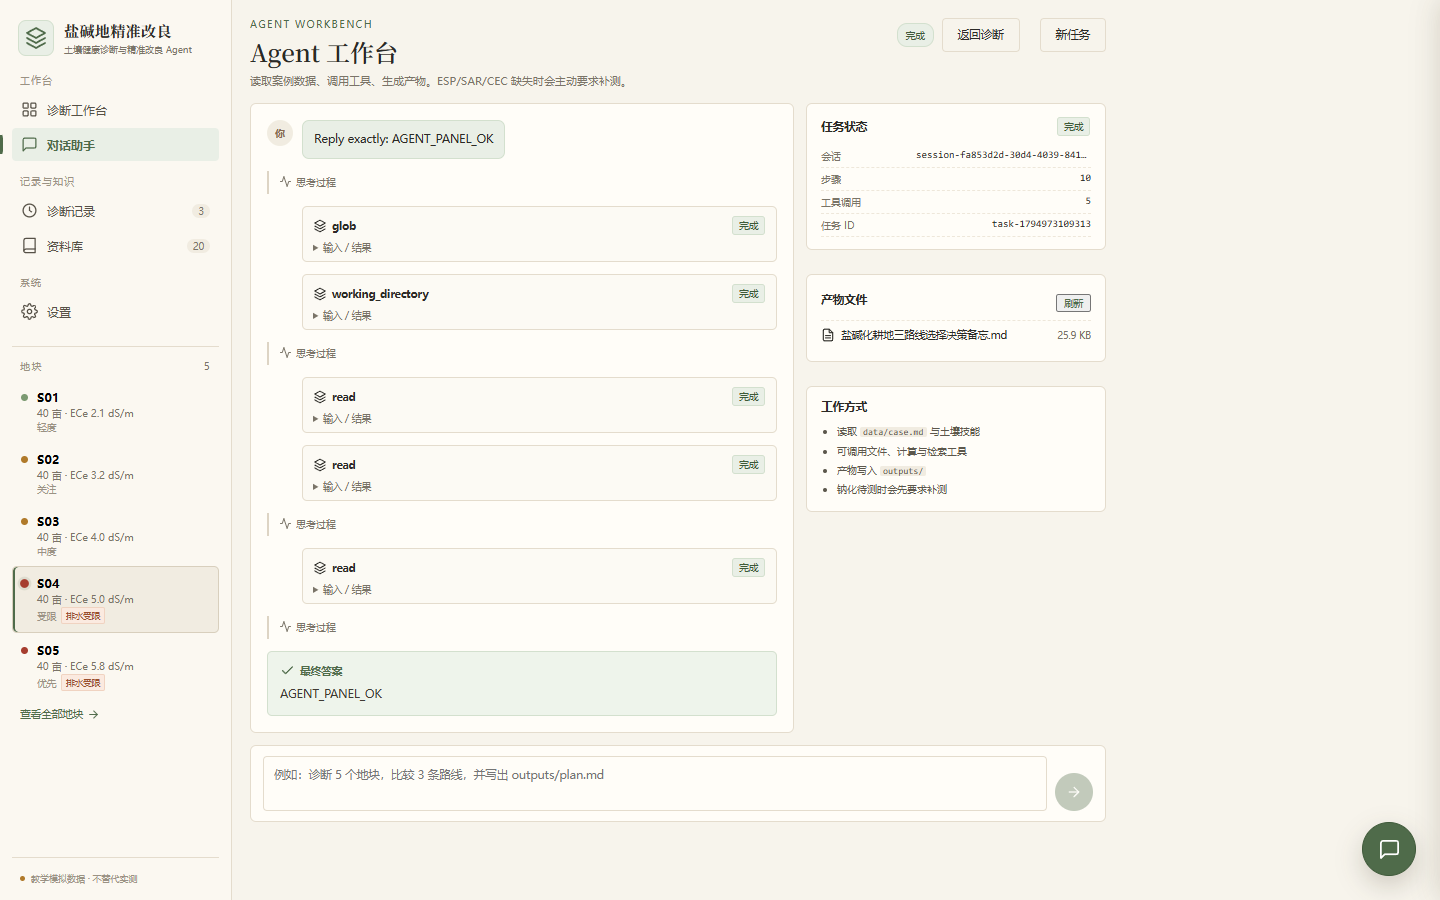 盐碱地精准改良
土壤健康诊断与精准改良 Agent
工作台
诊断工作台
对话助手
记录与知识
诊断记录 3
资料库 20
系统
设置
地块 5
S01
40 亩 · ECe 2.1 dS/m
轻度
S02
40 亩 · ECe 3.2 dS/m
关注
S03
40 亩 · ECe 4.0 dS/m
中度
S04
40 亩 · ECe 5.0 dS/m
受限 排水受限
S05
40 亩 · ECe 5.8 dS/m
优先 排水受限
查看全部地块 →
教学模拟数据 · 不替代实测
AGENT WORKBENCH
Agent 工作台
读取案例数据、调用工具、生成产物。ESP/SAR/CEC 缺失时会主动要求补测。
完成 返回诊断 新任务
你 Reply exactly: AGENT_PANEL_OK
思考过程
glob 完成
▸ 输入 / 结果
working_directory 完成
▸ 输入 / 结果
思考过程
read 完成
▸ 输入 / 结果
read 完成
▸ 输入 / 结果
思考过程
read 完成
▸ 输入 / 结果
思考过程
最终答案
AGENT_PANEL_OK
例如：诊断 5 个地块，比较 3 条路线，并写出 outputs/plan.md
任务状态 完成
会话 session-fa853d2d-30d4-4039-841…
步骤 10
工具调用 5
任务 ID task-1794973109313
产物文件 刷新
盐碱化耕地三路线选择决策备忘.md 25.9 KB
工作方式
• 读取 data/case.md 与土壤技能
• 可调用文件、计算与检索工具
• 产物写入 outputs/
• 钠化待测时会先要求补测